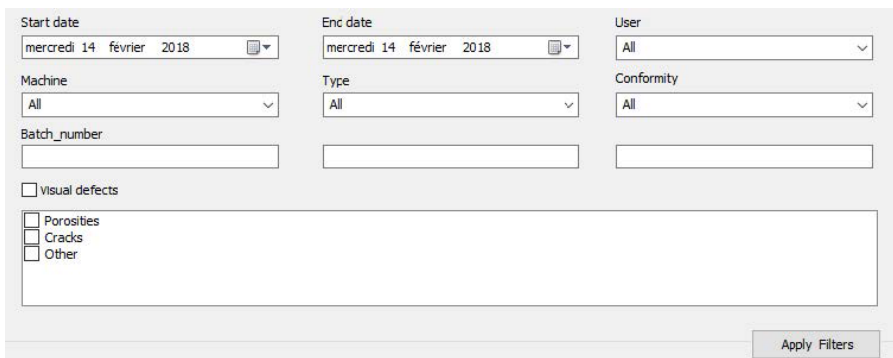 Start date End date User
mercredi 14 février 2018 mercredi 14 février 2018 All
Machine Type Conformity
All All All
Batch_number
Visual defects
Porosities
Cracks
Other
Apply Filters